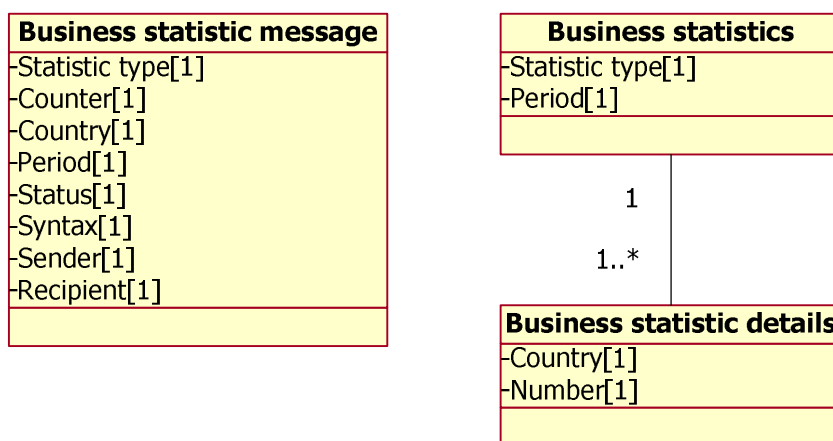 Business statistic message
-Statistic type[1]
-Counter[1]
-Country[1]
-Period[1]
-Status[1]
-Syntax[1]
-Sender[1]
-Recipient[1]
Business statistics
-Statistic type[1]
-Period[1]
1
1..*
Business statistic details
-Country[1]
-Number[1]